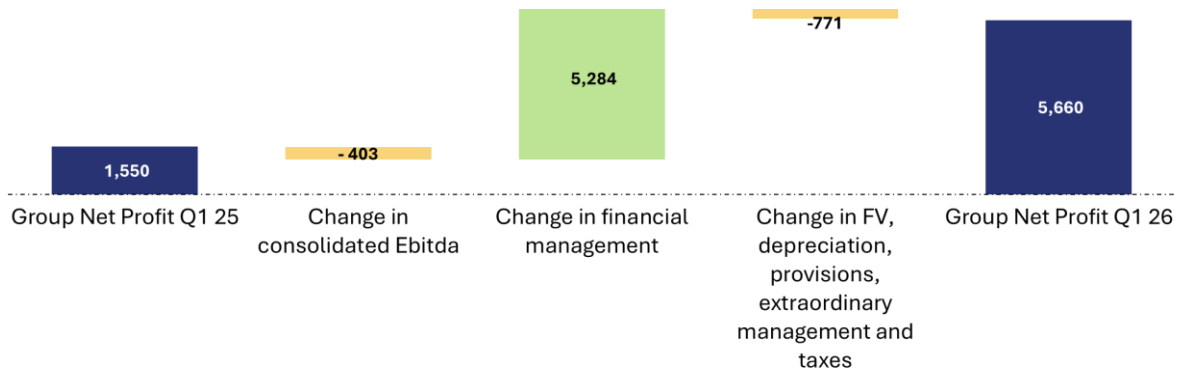 -771
5,284
5,660
- 403
1,550
Group Net Profit Q1 25
Change in
consolidated Ebitda
Change in financial
management
Change in FV,
depreciation,
provisions,
extraordinary
management and
taxes
Group Net Profit Q1 26